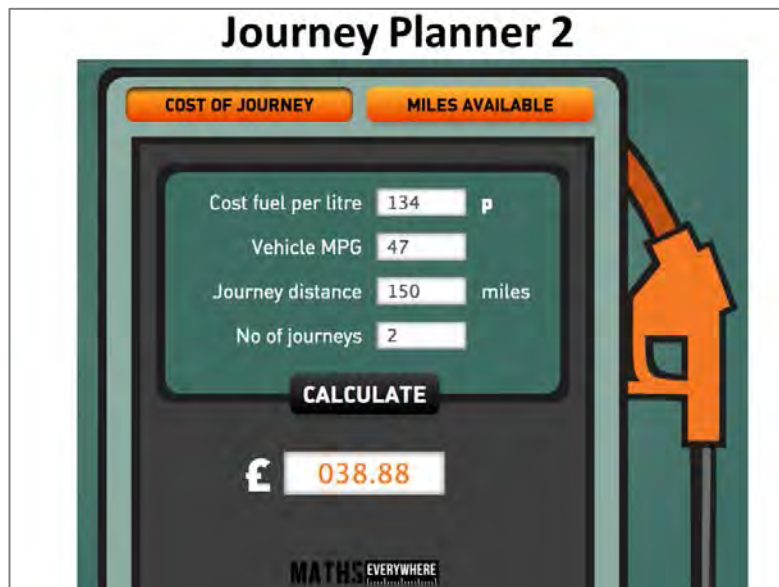 Journey Planner 2
COST OF JOURNEY MILES AVAILABLE
Cost fuel per litre 134 p
Vehicle MPG 47
Journey distance 150 miles
No of journeys 2
CALCULATE
£ 038.88
MATHS EVERYWHERE